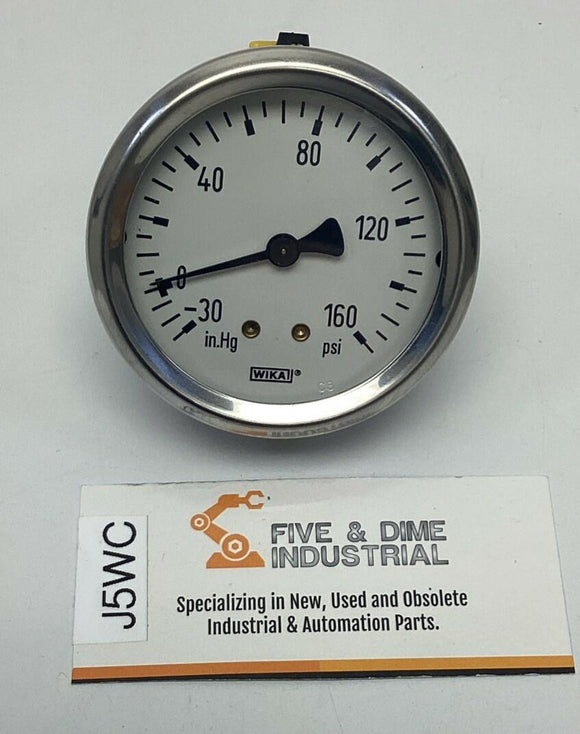 80
40
120
0
-30
160
in.Hg
psi
WIKA®
J5WC
FIVE & DIME
INDUSTRIAL
Specializing in New, Used and Obsolete
Industrial & Automation Parts.